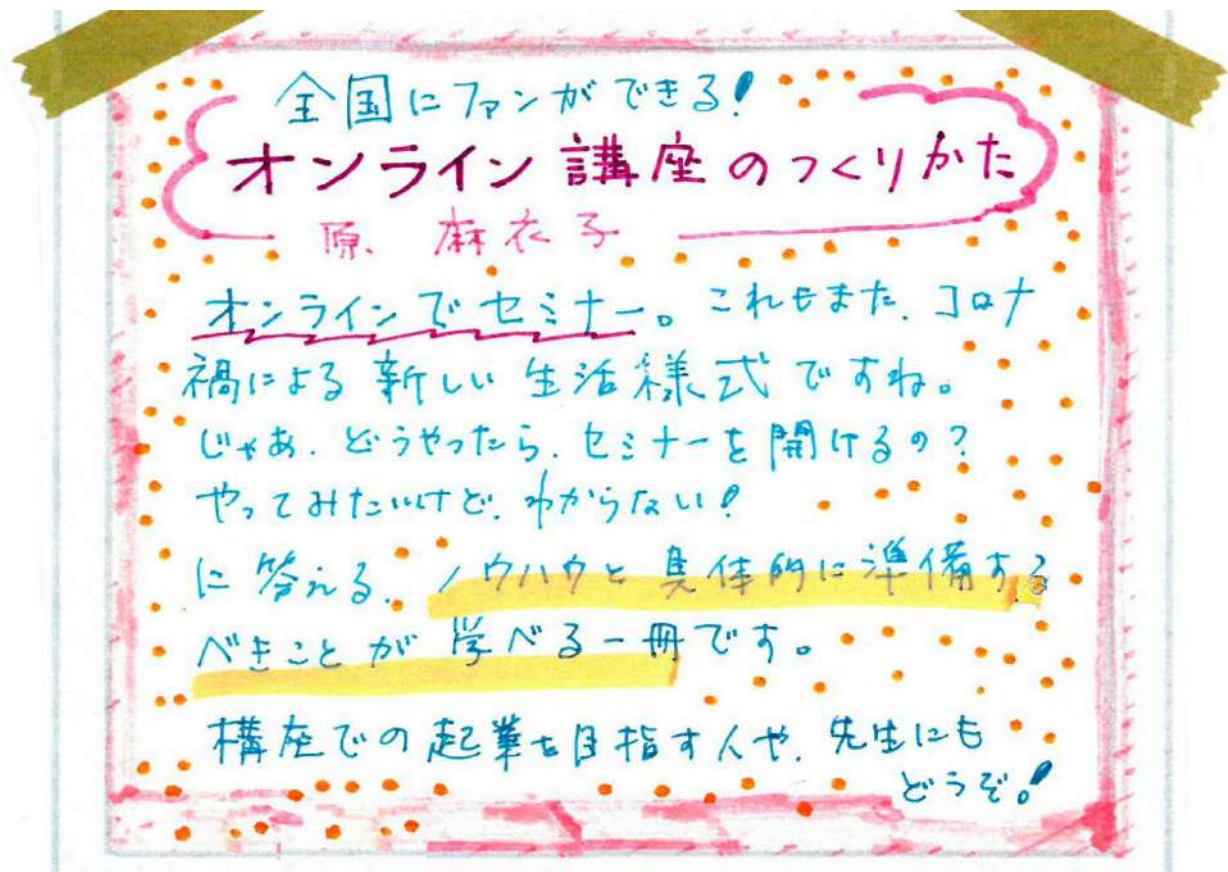 全国にファンができる!
オンライン講座のつくりかた
原 麻衣子
オンラインでセミナー。これもまた、コロナ
禍による新しい生活様式ですね。
じゃあ、どうやったら、セミナーを開けるの?
やってみたいけど、わからない!
に答える、ノウハウと具体的に準備する
べきことが学べる一冊です。
構座での起業を目指す人や、先生にも
どうぞ!